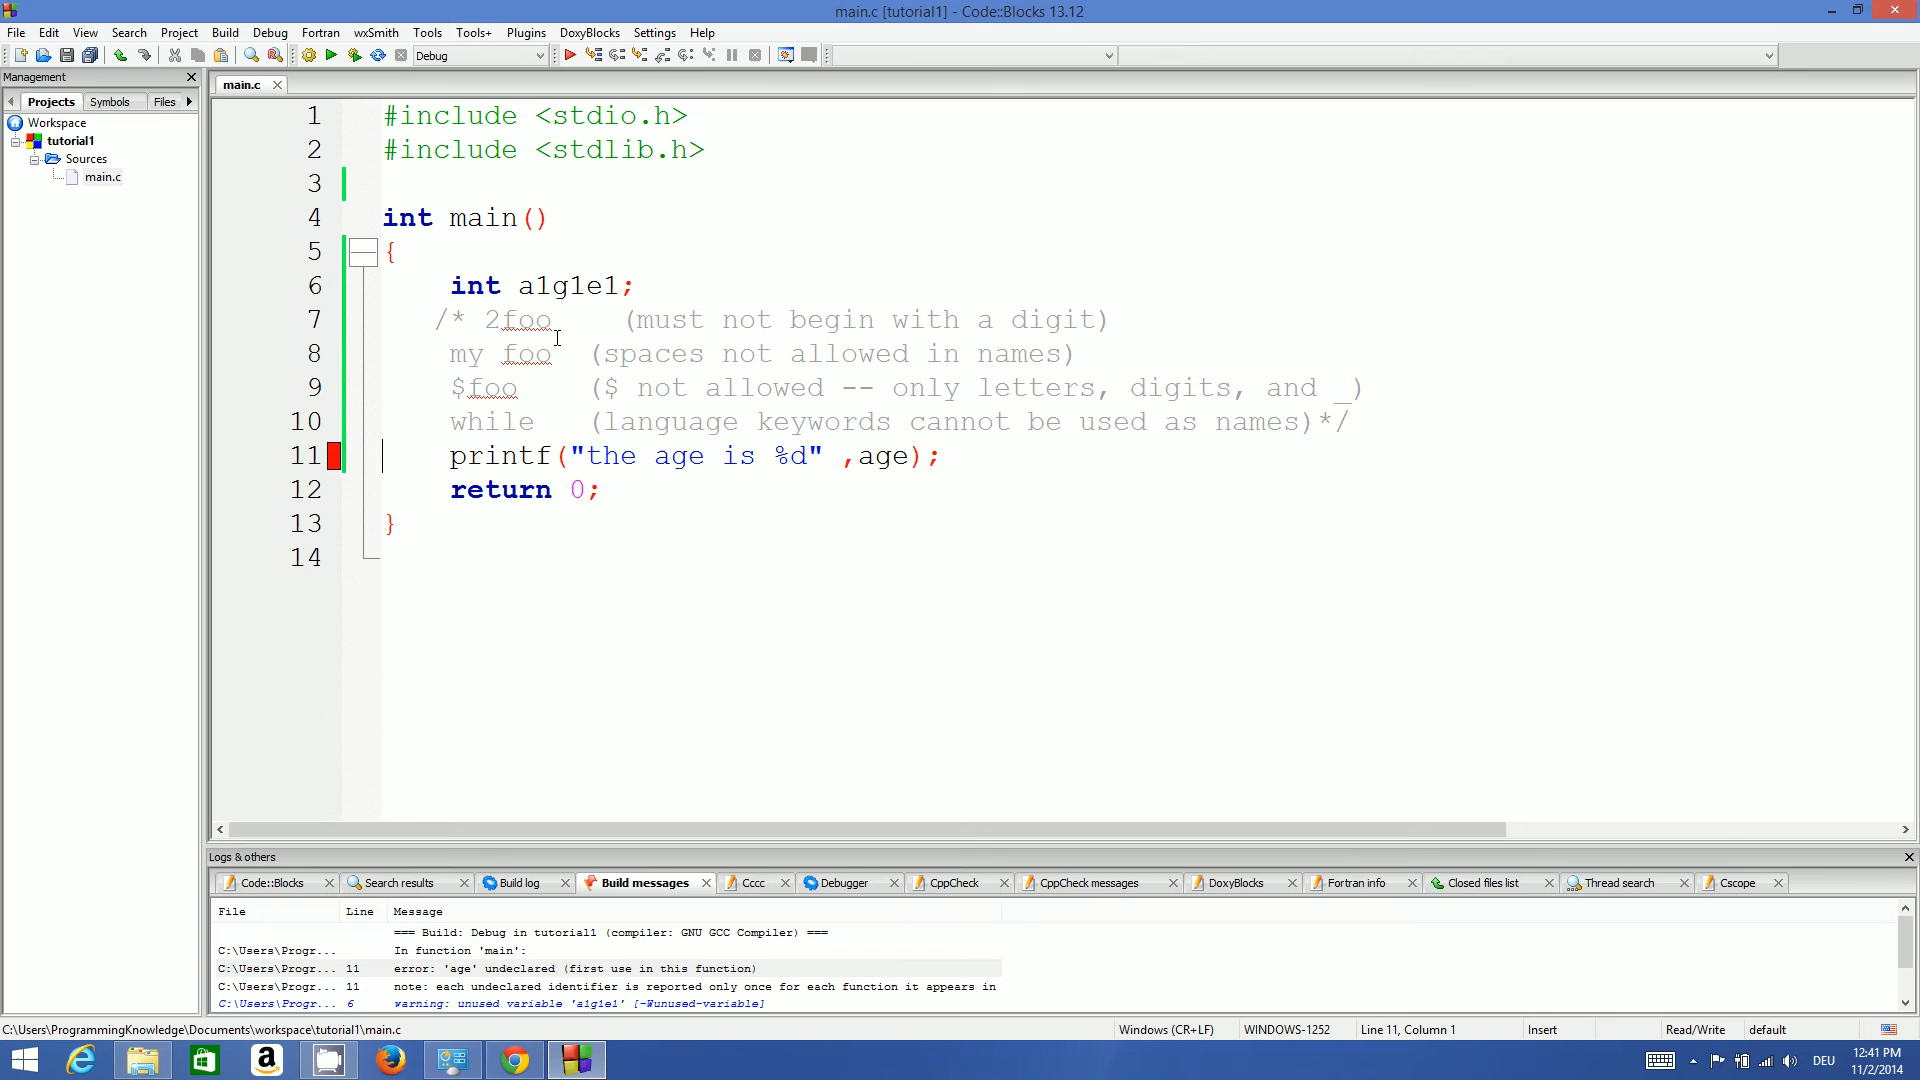 main.c [tutorial1] - Code::Blocks 13.12
File Edit View Search Project Build Debug Fortran wxSmith Tools Tools+ Plugins DoxyBlocks Settings Help
Debug
Management
Projects Symbols Files
Workspace
tutorial1
Sources
main.c
main.c
1 #include <stdio.h>
2 #include <stdlib.h>
3
4 int main()
5 {
6 int a1g1e1;
7 /* 2foo (must not begin with a digit)
8 my foo (spaces not allowed in names)
9 $foo ($ not allowed -- only letters, digits, and _)
10 while (language keywords cannot be used as names)*/
11 printf("the age is %d" ,age);
12 return 0;
13 }
14
Logs & others
Code::Blocks Search results Build log Build messages Cccc Debugger CppCheck CppCheck messages DoxyBlocks Fortran info Closed files list Thread search Cscope
File Line Message
=== Build: Debug in tutorial1 (compiler: GNU GCC Compiler) ===
C:\Users\Progr... In function 'main':
C:\Users\Progr... 11 error: 'age' undeclared (first use in this function)
C:\Users\Progr... 11 note: each undeclared identifier is reported only once for each function it appears in
C:\Users\Progr... 6 warning: unused variable 'a1g1e1' [-Wunused-variable]
C:\Users\ProgrammingKnowledge\Documents\workspace\tutorial1\main.c Windows (CR+LF) WINDOWS-1252 Line 11, Column 1 Insert Read/Write default
DEU 12:41 PM
11/2/2014